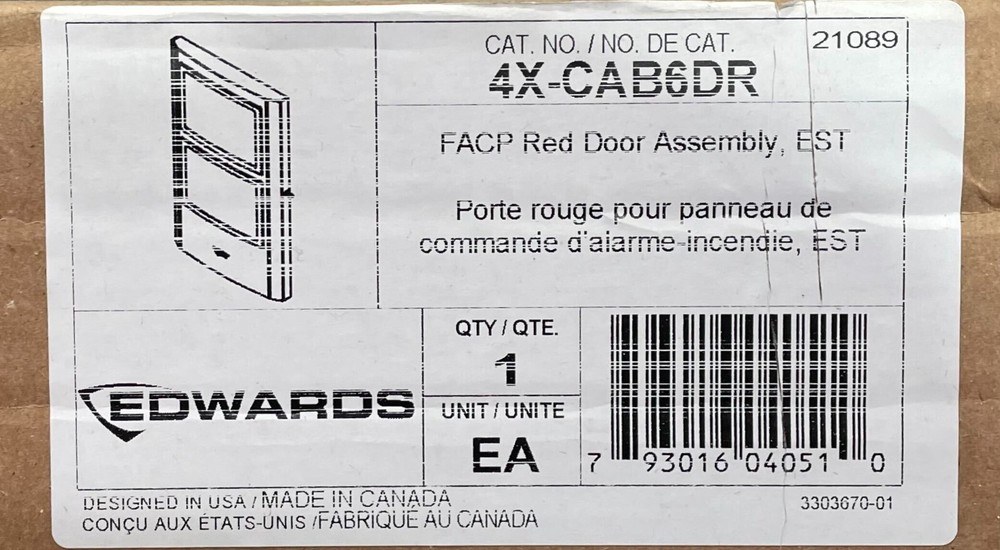 CAT. NO. / NO. DE CAT.
21089
4X-CAB6DR
FACP Red Door Assembly, EST
Porte rouge pour panneau de
commande d'alarme-incendie, EST
EDWARDS
QTY / QTE.
1
UNIT / UNITE
EA
7 93016 04051 0
DESIGNED IN USA / MADE IN CANADA
CONÇU AUX ÉTATS-UNIS /FABRIQUÉ AU CANADA
3303670-01